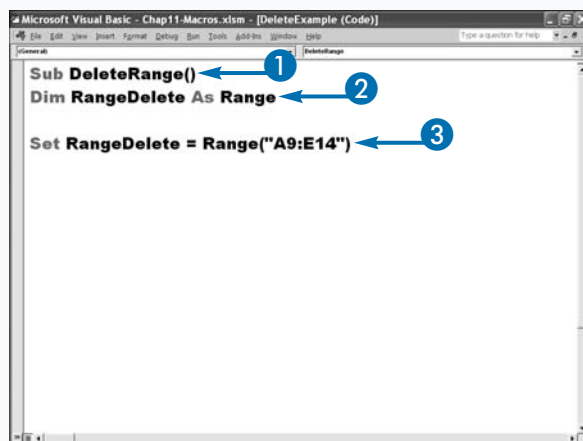 Microsoft Visual Basic - Chap11-Macros.xlsm - [DeleteExample (Code)]
File Edit View Insert Format Debug Run Tools Add-Ins Window Help Type a question for help
(General) DeleteRange
Sub DeleteRange() 1
Dim RangeDelete As Range 2
Set RangeDelete = Range("A9:E14") 3